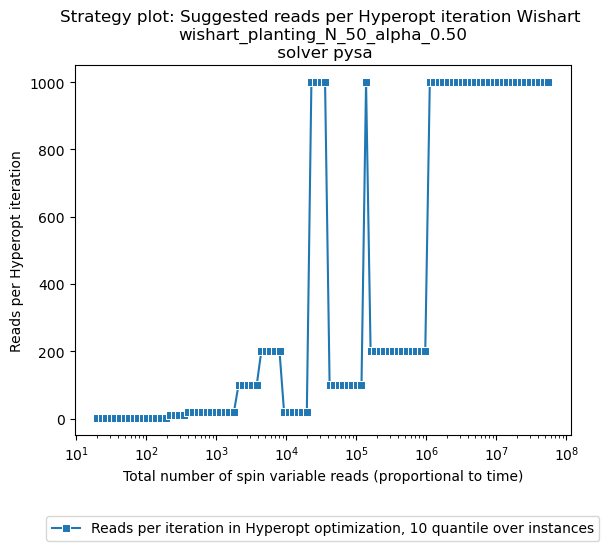 Strategy plot: Suggested reads per Hyperopt iteration Wishart
wishart_planting_N_50_alpha_0.50
solver pysa
1000
800
600
400
200
0
Reads per Hyperopt iteration
10^1 10^2 10^3 10^4 10^5 10^6 10^7 10^8
Total number of spin variable reads (proportional to time)
Reads per iteration in Hyperopt optimization, 10 quantile over instances